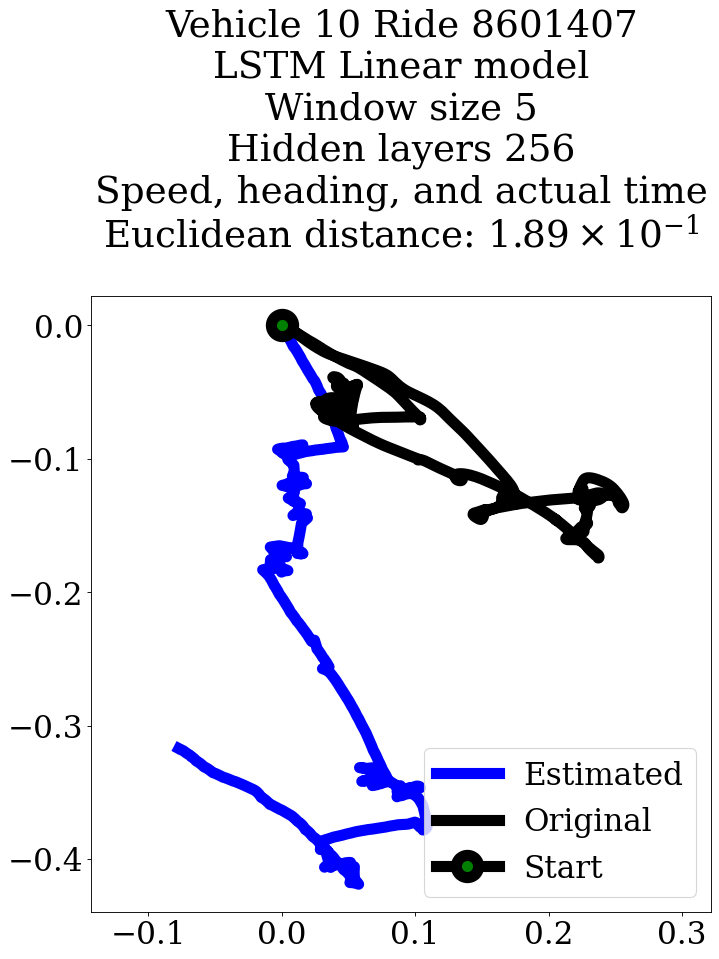 Vehicle 10 Ride 8601407
LSTM Linear model
Window size 5
Hidden layers 256
Speed, heading, and actual time
Euclidean distance: 1.89 × 10⁻¹
0.0
−0.1
−0.2
−0.3
−0.4
Estimated
Original
Start
−0.1 0.0 0.1 0.2 0.3